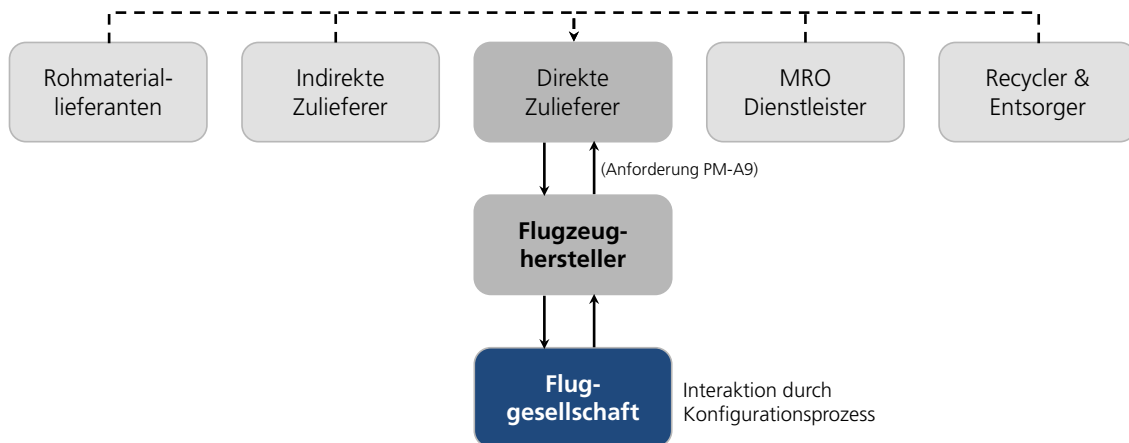 Rohmaterial-
lieferanten
Indirekte
Zulieferer
Direkte
Zulieferer
MRO
Dienstleister
Recycler &
Entsorger
(Anforderung PM-A9)
Flugzeug-
hersteller
Flug-
gesellschaft
Interaktion durch
Konfigurationsprozess